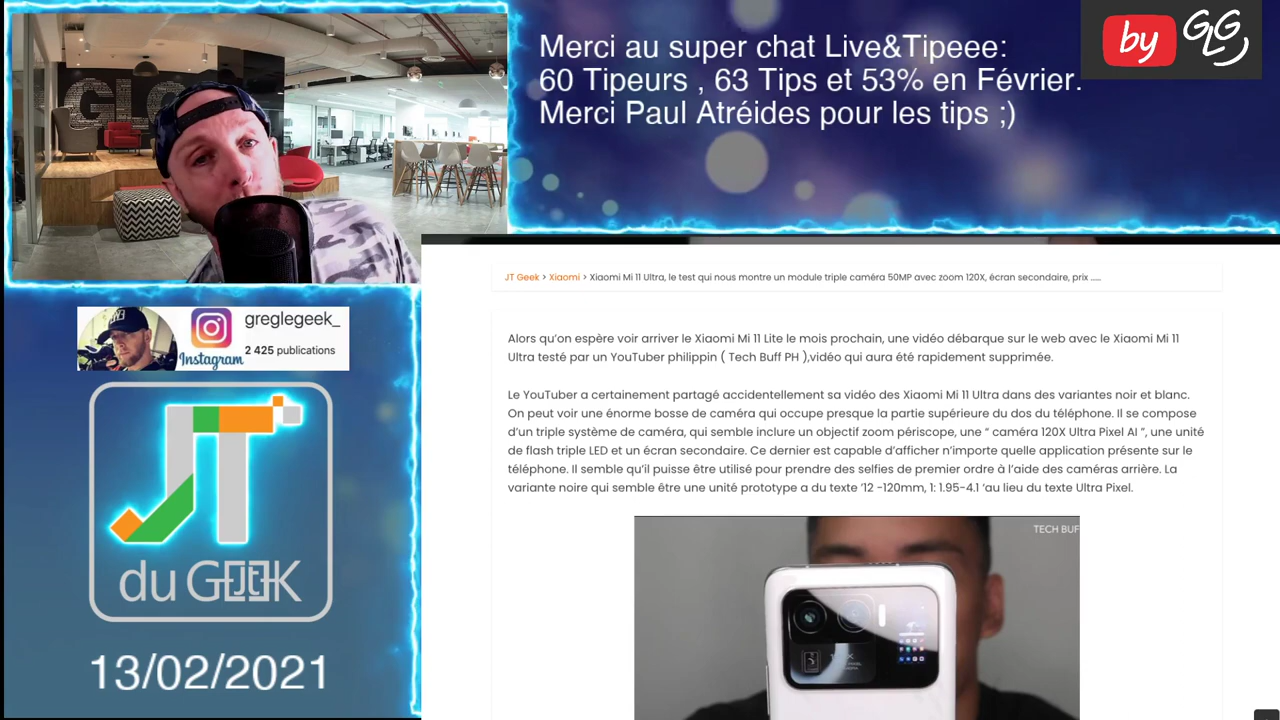 Merci au super chat Live&Tipeee:
60 Tipeurs , 63 Tips et 53% en Février.
Merci Paul Atréides pour les tips ;)
by GLG
GLG
greglegeek_
Instagram
2 425 publications
JT
du GEEK
13/02/2021
JT Geek > Xiaomi > Xiaomi Mi 11 Ultra, le test qui nous montre un module triple caméra 50MP avec zoom 120X, écran secondaire, prix .....
Alors qu’on espère voir arriver le Xiaomi Mi 11 Lite le mois prochain, une vidéo débarque sur le web avec le Xiaomi Mi 11
Ultra testé par un YouTuber philippin ( Tech Buff PH ),vidéo qui aura été rapidement supprimée.
Le YouTuber a certainement partagé accidentellement sa vidéo des Xiaomi Mi 11 Ultra dans des variantes noir et blanc.
On peut voir une énorme bosse de caméra qui occupe presque la partie supérieure du dos du téléphone. Il se compose
d’un triple système de caméra, qui semble inclure un objectif zoom périscope, une “ caméra 120X Ultra Pixel AI “, une unité
de flash triple LED et un écran secondaire. Ce dernier est capable d’afficher n’importe quelle application présente sur le
téléphone. Il semble qu’il puisse être utilisé pour prendre des selfies de premier ordre à l’aide des caméras arrière. La
variante noire qui semble être une unité prototype a du texte ’12 -120mm, 1: 1.95-4.1 ‘au lieu du texte Ultra Pixel.
TECH BUF